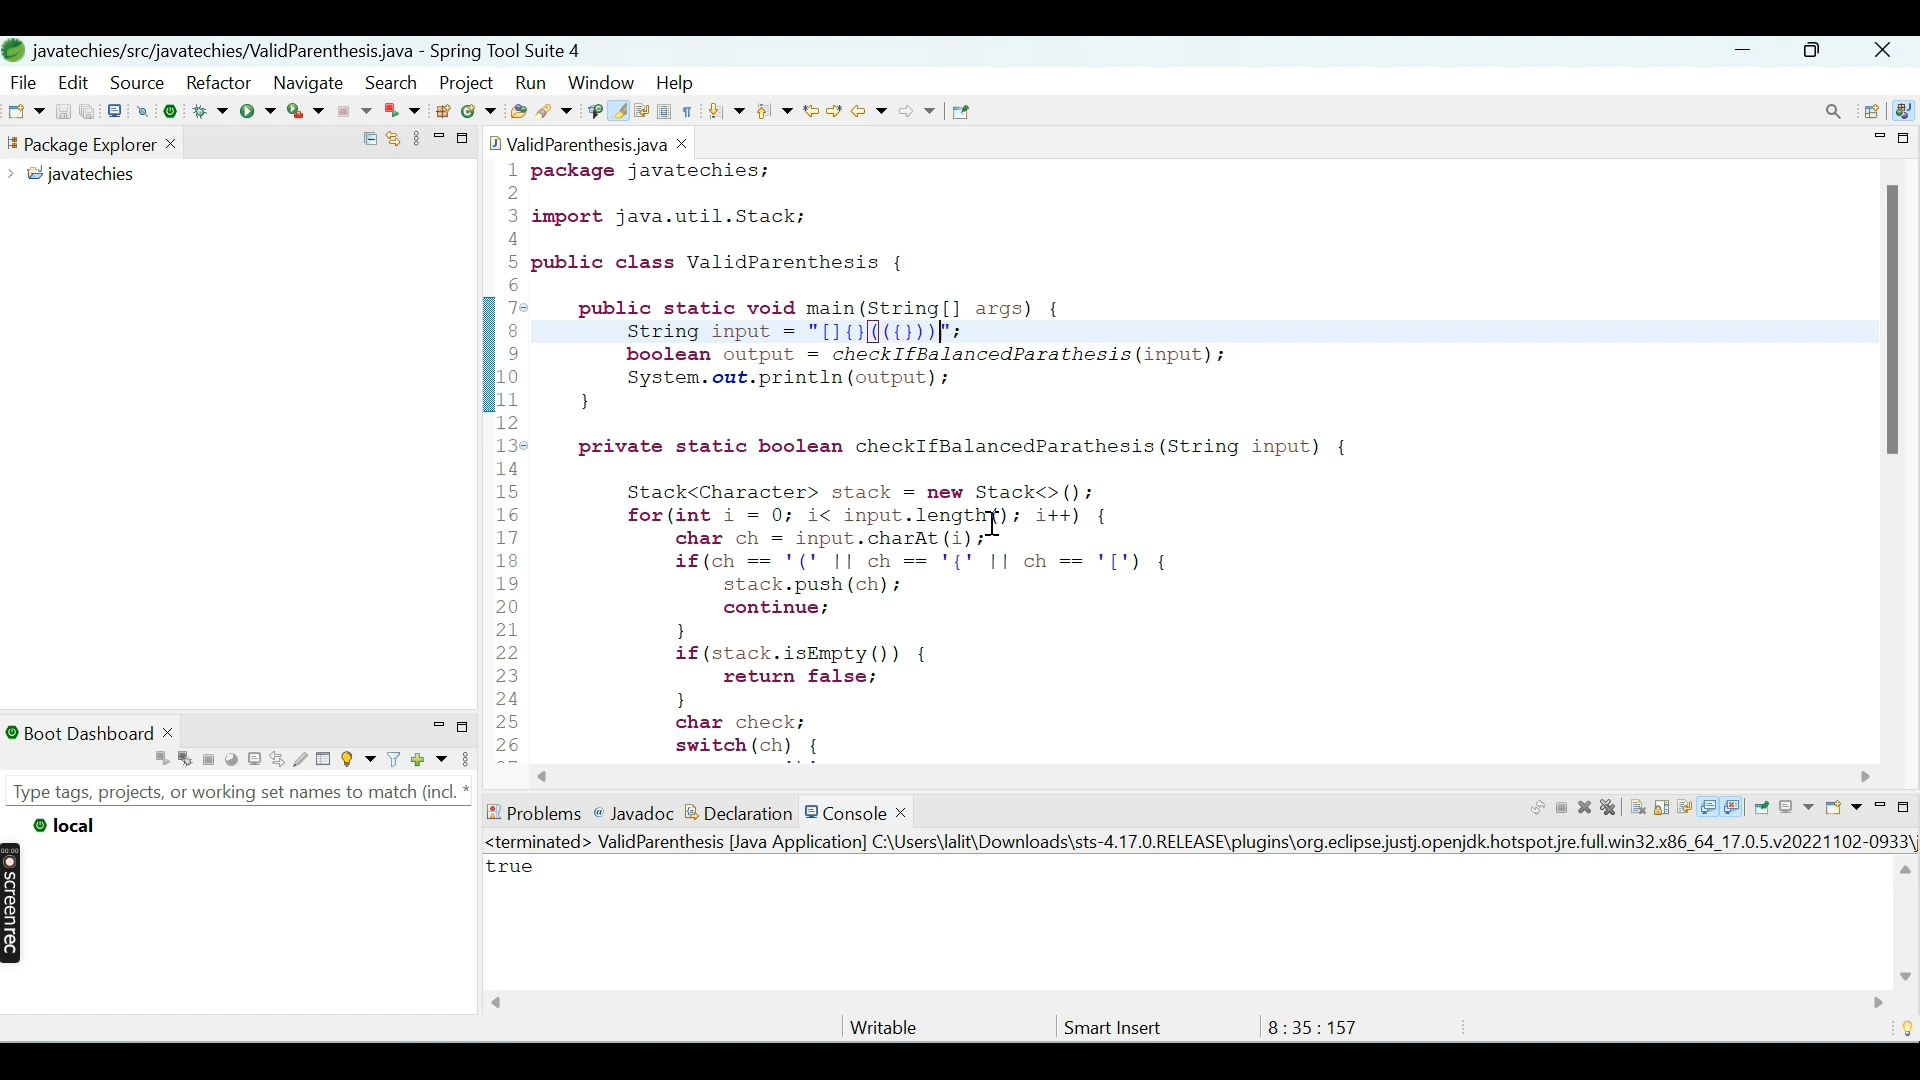 javatechies/src/javatechies/ValidParenthesis.java - Spring Tool Suite 4
File Edit Source Refactor Navigate Search Project Run Window Help
Package Explorer
javatechies
ValidParenthesis.java
1 package javatechies;
2
3 import java.util.Stack;
4
5 public class ValidParenthesis {
6
7 public static void main(String[] args) {
8 String input = "[]{}(({}))";
9 boolean output = checkIfBalancedParathesis(input);
10 System.out.println(output);
11 }
12
13 private static boolean checkIfBalancedParathesis(String input) {
14
15 Stack<Character> stack = new Stack<>();
16 for(int i = 0; i< input.length(); i++) {
17 char ch = input.charAt(i);
18 if(ch == '(' || ch == '{' || ch == '[') {
19 stack.push(ch);
20 continue;
21 }
22 if(stack.isEmpty()) {
23 return false;
24 }
25 char check;
26 switch(ch) {
Boot Dashboard
Type tags, projects, or working set names to match (incl. *
local
Problems Javadoc Declaration Console
<terminated> ValidParenthesis [Java Application] C:\Users\lalit\Downloads\sts-4.17.0.RELEASE\plugins\org.eclipse.justj.openjdk.hotspot.jre.full.win32.x86_64_17.0.5.v20221102-0933\
true
00:00
screenrec
Writable Smart Insert 8 : 35 : 157